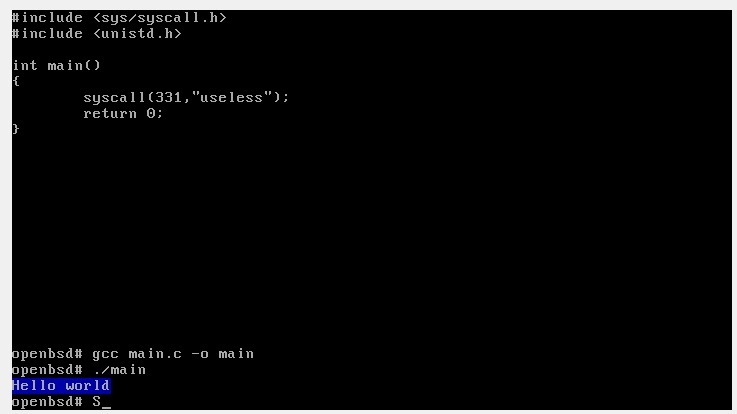 #include <sys/syscall.h>
#include <unistd.h>
int main()
{
syscall(331,"useless");
return 0;
}
openbsd# gcc main.c -o main
openbsd# ./main
Hello world
openbsd# S_